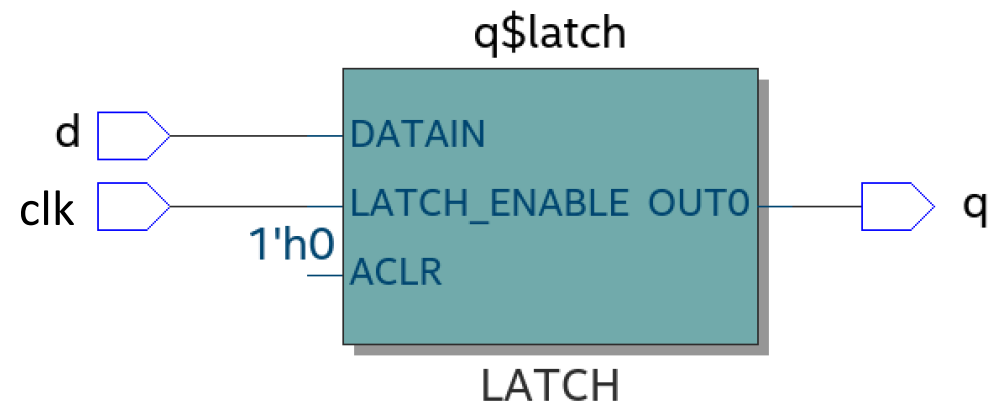 q$latch
d
DATAIN
clk
LATCH_ENABLE OUT0
q
1'h0
ACLR
LATCH